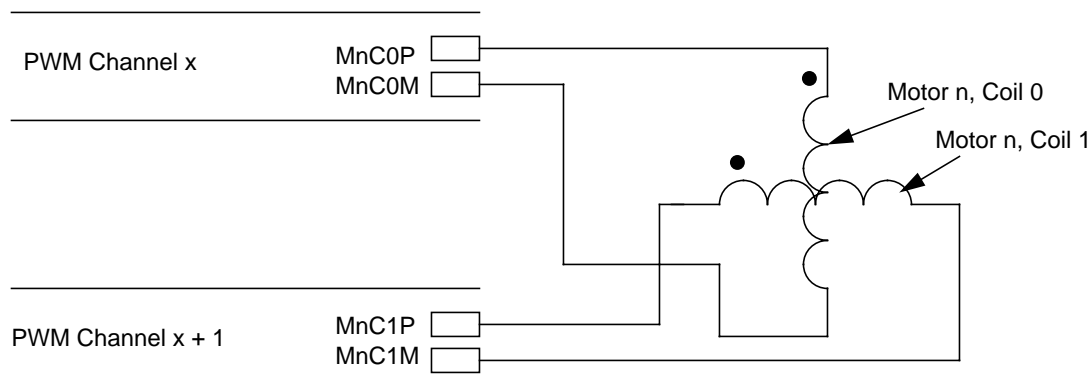 PWM Channel x
MnC0P
MnC0M
Motor n, Coil 0
Motor n, Coil 1
PWM Channel x + 1
MnC1P
MnC1M